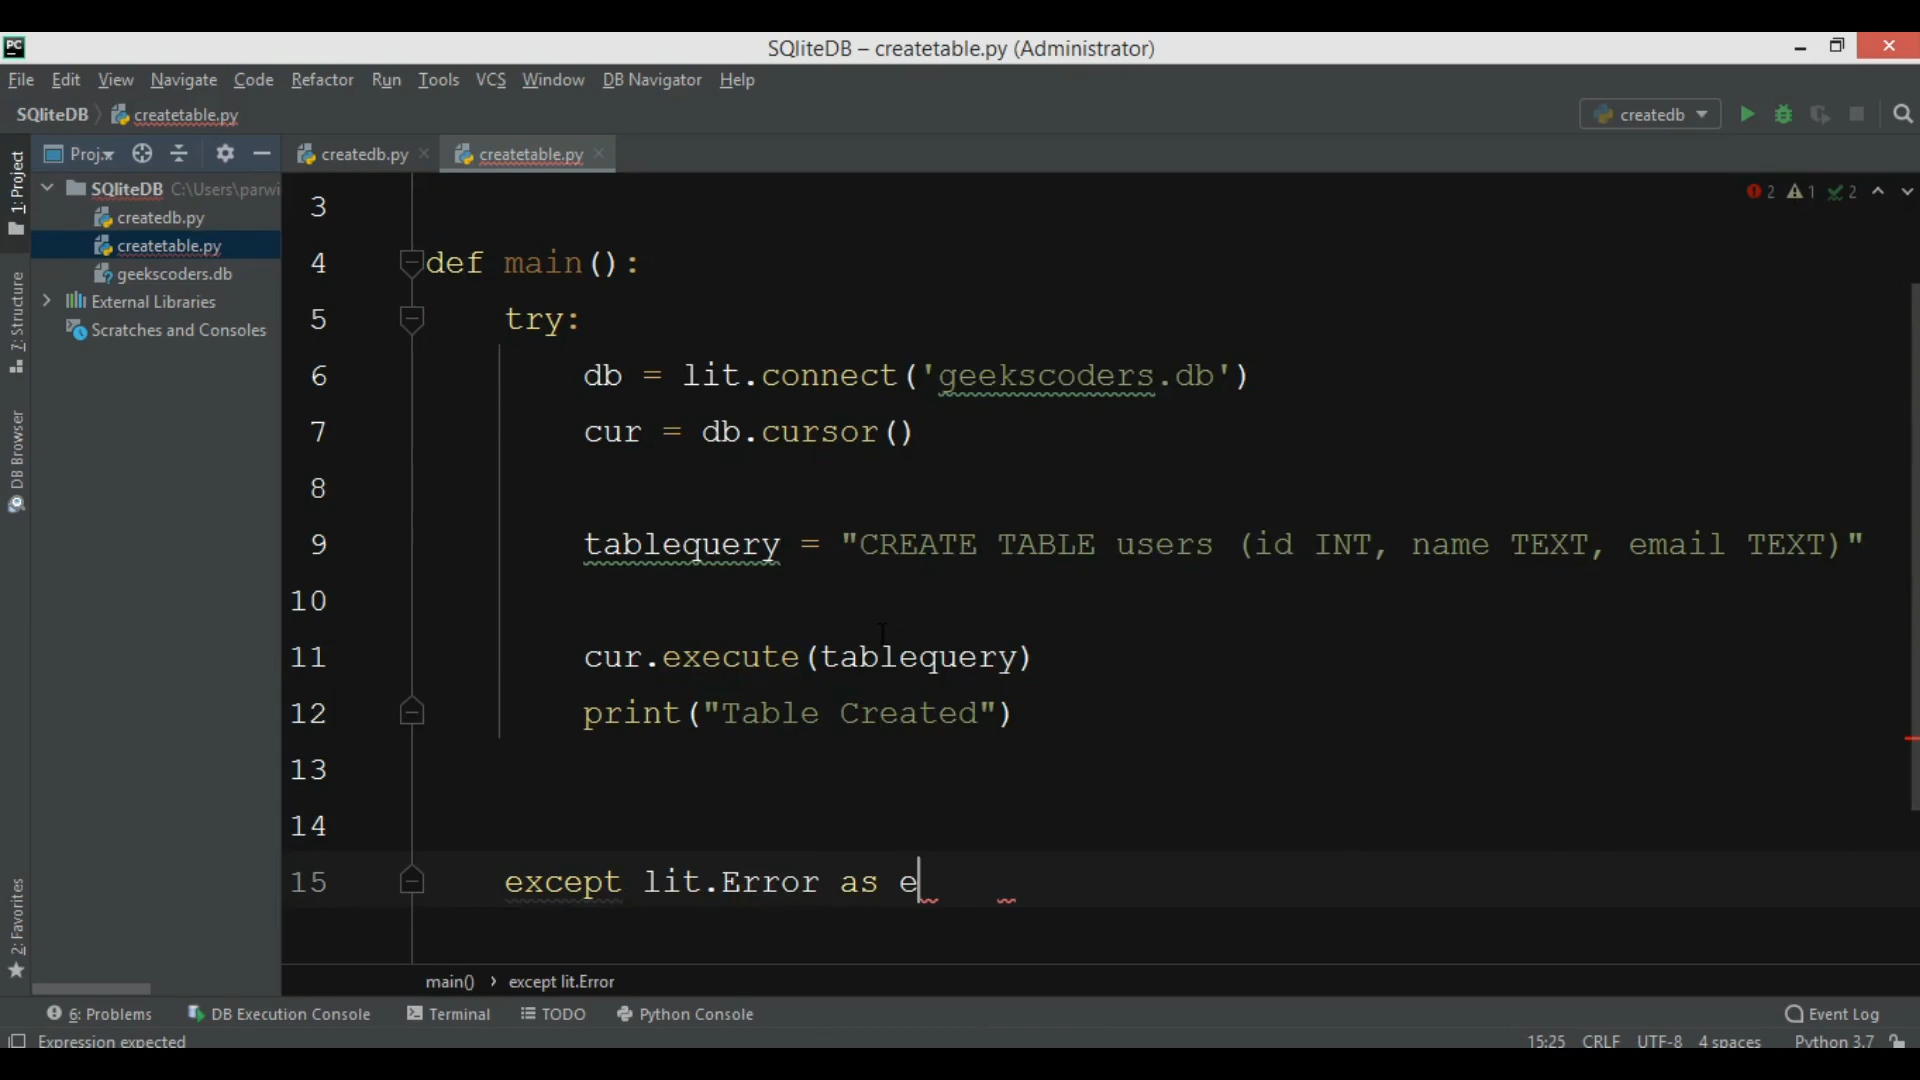 PC
SQliteDB – createtable.py (Administrator)
File Edit View Navigate Code Refactor Run Tools VCS Window DB Navigator Help
SQliteDB createtable.py createdb
Proj... createdb.py createtable.py
1: Project
SQliteDB C:\Users\parwi
createdb.py
createtable.py
geekscoders.db
External Libraries
Scratches and Consoles
7: Structure
DB Browser
2: Favorites
2 1 2
3
4 def main():
5 try:
6 db = lit.connect('geekscoders.db')
7 cur = db.cursor()
8
9 tablequery = "CREATE TABLE users (id INT, name TEXT, email TEXT)"
10
11 cur.execute(tablequery)
12 print("Table Created")
13
14
15 except lit.Error as e
main() › except lit.Error
6: Problems DB Execution Console Terminal TODO Python Console Event Log
Expression expected 15:25 CRLF UTF-8 4 spaces Python 3.7